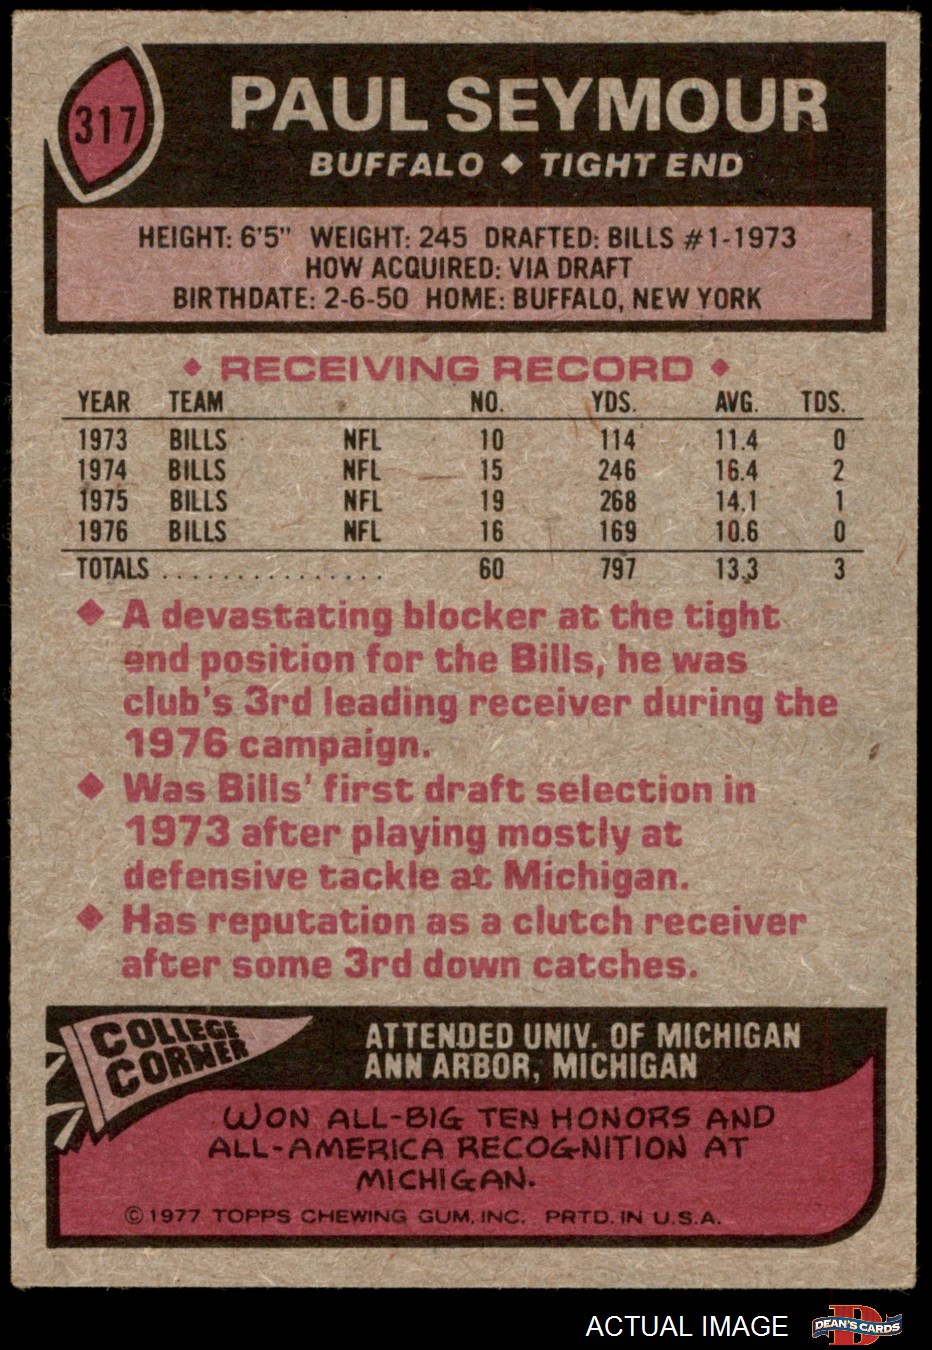 317
PAUL SEYMOUR
BUFFALO ◆ TIGHT END
HEIGHT: 6'5" WEIGHT: 245 DRAFTED: BILLS #1-1973
HOW ACQUIRED: VIA DRAFT
BIRTHDATE: 2-6-50 HOME: BUFFALO, NEW YORK
◆ RECEIVING RECORD ◆
YEAR TEAM NO. YDS. AVG. TDS.
1973 BILLS NFL 10 114 11.4 0
1974 BILLS NFL 15 246 16.4 2
1975 BILLS NFL 19 268 14.1 1
1976 BILLS NFL 16 169 10.6 0
TOTALS ............... 60 797 13.3 3
◆ A devastating blocker at the tight
end position for the Bills, he was
club's 3rd leading receiver during the
1976 campaign.
◆ Was Bills' first draft selection in
1973 after playing mostly at
defensive tackle at Michigan.
◆ Has reputation as a clutch receiver
after some 3rd down catches.
COLLEGE
CORNER
ATTENDED UNIV. OF MICHIGAN
ANN ARBOR, MICHIGAN
WON ALL-BIG TEN HONORS AND
ALL-AMERICA RECOGNITION AT
MICHIGAN.
© 1977 TOPPS CHEWING GUM, INC. PRTD. IN U.S.A.
ACTUAL IMAGE
D
DEAN'S CARDS